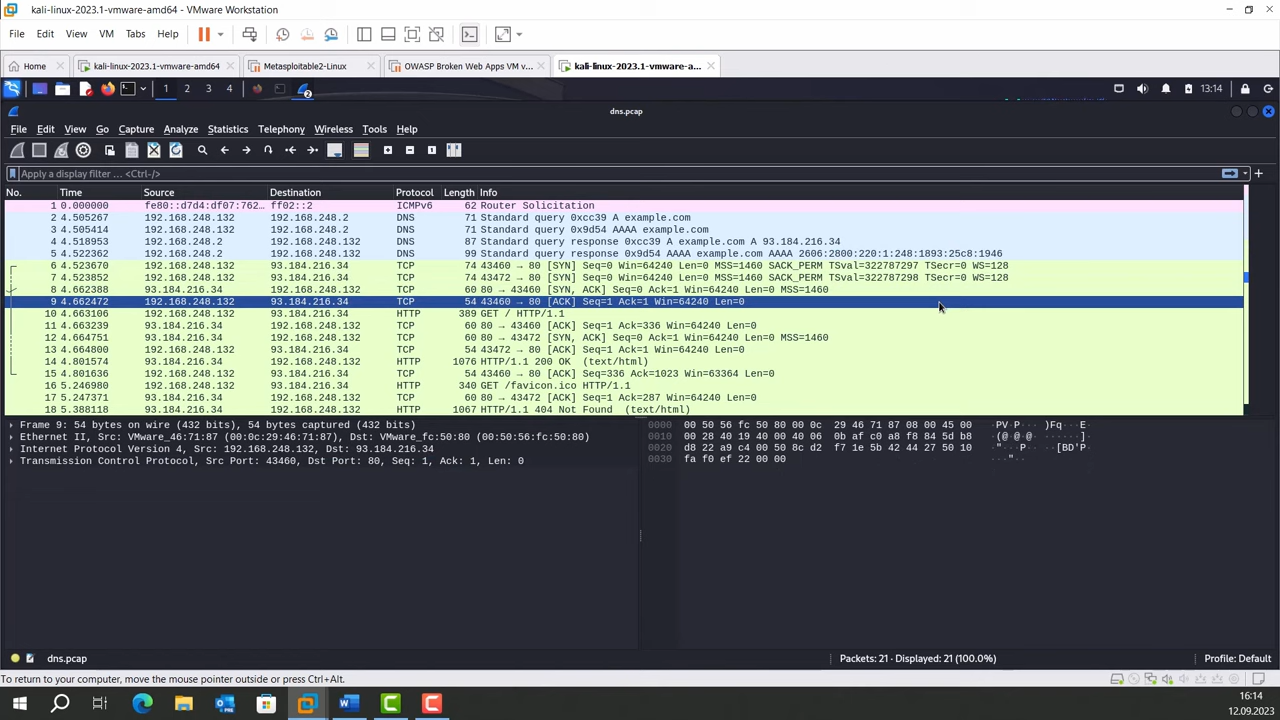 kali-linux-2023.1-vmware-amd64 - VMware Workstation
File Edit View VM Tabs Help
Home kali-linux-2023.1-vmware-amd64 Metasploitable2-Linux OWASP Broken Web Apps VM v... kali-linux-2023.1-vmware-a...
1 2 3 4 2 13:14
dns.pcap
File Edit View Go Capture Analyze Statistics Telephony Wireless Tools Help
Apply a display filter ... <Ctrl-/>
No. Time Source Destination Protocol Length Info
1 0.000000 fe80::d7d4:df07:762… ff02::2 ICMPv6 62 Router Solicitation
2 4.505267 192.168.248.132 192.168.248.2 DNS 71 Standard query 0xcc39 A example.com
3 4.505414 192.168.248.132 192.168.248.2 DNS 71 Standard query 0x9d54 AAAA example.com
4 4.518953 192.168.248.2 192.168.248.132 DNS 87 Standard query response 0xcc39 A example.com A 93.184.216.34
5 4.522362 192.168.248.2 192.168.248.132 DNS 99 Standard query response 0x9d54 AAAA example.com AAAA 2606:2800:220:1:248:1893:25c8:1946
6 4.523670 192.168.248.132 93.184.216.34 TCP 74 43460 → 80 [SYN] Seq=0 Win=64240 Len=0 MSS=1460 SACK_PERM TSval=322787297 TSecr=0 WS=128
7 4.523852 192.168.248.132 93.184.216.34 TCP 74 43472 → 80 [SYN] Seq=0 Win=64240 Len=0 MSS=1460 SACK_PERM TSval=322787298 TSecr=0 WS=128
8 4.662388 93.184.216.34 192.168.248.132 TCP 60 80 → 43460 [SYN, ACK] Seq=0 Ack=1 Win=64240 Len=0 MSS=1460
9 4.662472 192.168.248.132 93.184.216.34 TCP 54 43460 → 80 [ACK] Seq=1 Ack=1 Win=64240 Len=0
10 4.663106 192.168.248.132 93.184.216.34 HTTP 389 GET / HTTP/1.1
11 4.663239 93.184.216.34 192.168.248.132 TCP 60 80 → 43460 [ACK] Seq=1 Ack=336 Win=64240 Len=0
12 4.664751 93.184.216.34 192.168.248.132 TCP 60 80 → 43472 [SYN, ACK] Seq=0 Ack=1 Win=64240 Len=0 MSS=1460
13 4.664800 192.168.248.132 93.184.216.34 TCP 54 43472 → 80 [ACK] Seq=1 Ack=1 Win=64240 Len=0
14 4.801574 93.184.216.34 192.168.248.132 HTTP 1076 HTTP/1.1 200 OK (text/html)
15 4.801636 192.168.248.132 93.184.216.34 TCP 54 43460 → 80 [ACK] Seq=336 Ack=1023 Win=63364 Len=0
16 5.246980 192.168.248.132 93.184.216.34 HTTP 340 GET /favicon.ico HTTP/1.1
17 5.247371 93.184.216.34 192.168.248.132 TCP 60 80 → 43472 [ACK] Seq=1 Ack=287 Win=64240 Len=0
18 5.388118 93.184.216.34 192.168.248.132 HTTP 1067 HTTP/1.1 404 Not Found (text/html)
Frame 9: 54 bytes on wire (432 bits), 54 bytes captured (432 bits)
Ethernet II, Src: VMware_46:71:87 (00:0c:29:46:71:87), Dst: VMware_fc:50:80 (00:50:56:fc:50:80)
Internet Protocol Version 4, Src: 192.168.248.132, Dst: 93.184.216.34
Transmission Control Protocol, Src Port: 43460, Dst Port: 80, Seq: 1, Ack: 1, Len: 0
0000 00 50 56 fc 50 80 00 0c 29 46 71 87 08 00 45 00 ·PV·P··· )Fq···E·
0010 00 28 40 19 40 00 40 06 0b af c0 a8 f8 84 5d b8
0020 d8 22 a9 c4 00 50 8c d2 f7 1e 5b 42 44 27 50 10 ·"···P·· ··[BD'P·
0030 fa f0 ef 22 00 00 ···"··
dns.pcap Packets: 21 · Displayed: 21 (100.0%) Profile: Default
To return to your computer, move the mouse pointer outside or press Ctrl+Alt.
16:14
12.09.2023